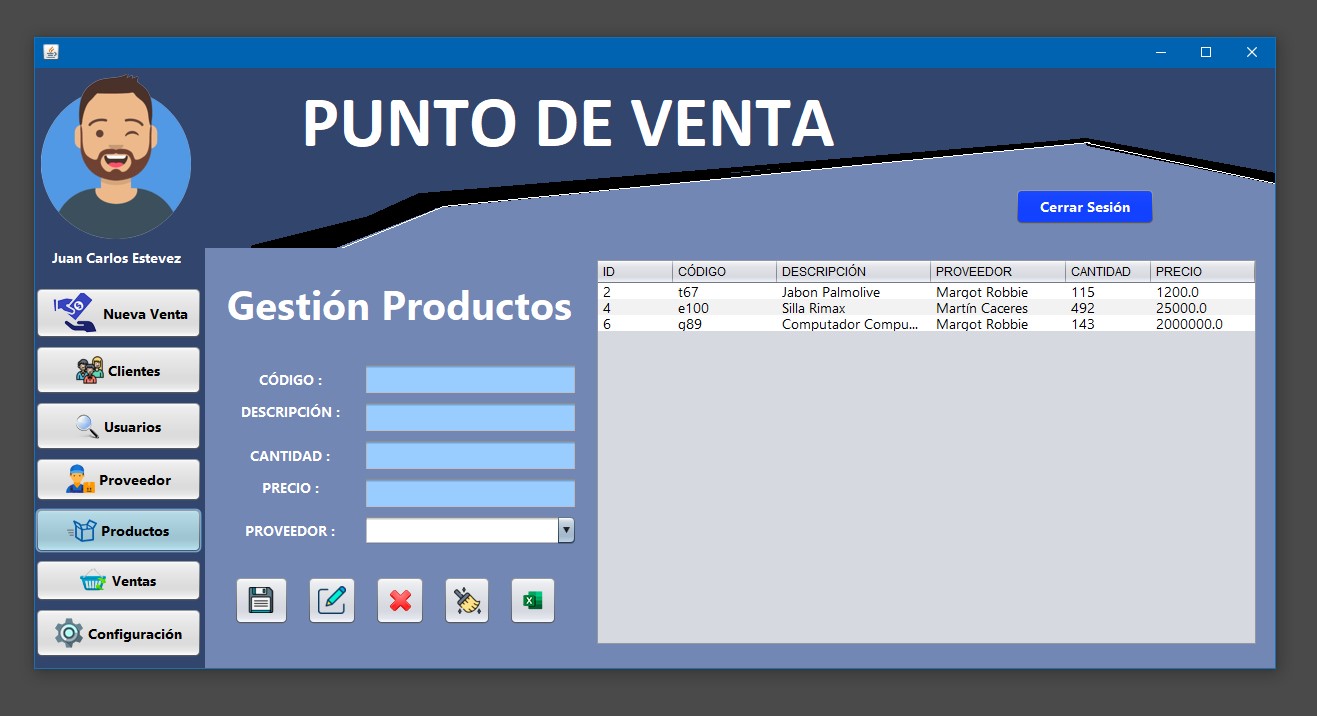 PUNTO DE VENTA
Cerrar Sesión
Juan Carlos Estevez
Nueva Venta
Clientes
Usuarios
Proveedor
Productos
Ventas
Configuración
Gestión Productos
CÓDIGO :
DESCRIPCIÓN :
CANTIDAD :
PRECIO :
PROVEEDOR :
ID CÓDIGO DESCRIPCIÓN PROVEEDOR CANTIDAD PRECIO
2 t67 Jabon Palmolive Margot Robbie 115 1200.0
4 e100 Silla Rimax Martín Caceres 492 25000.0
6 g89 Computador Compu... Margot Robbie 143 2000000.0